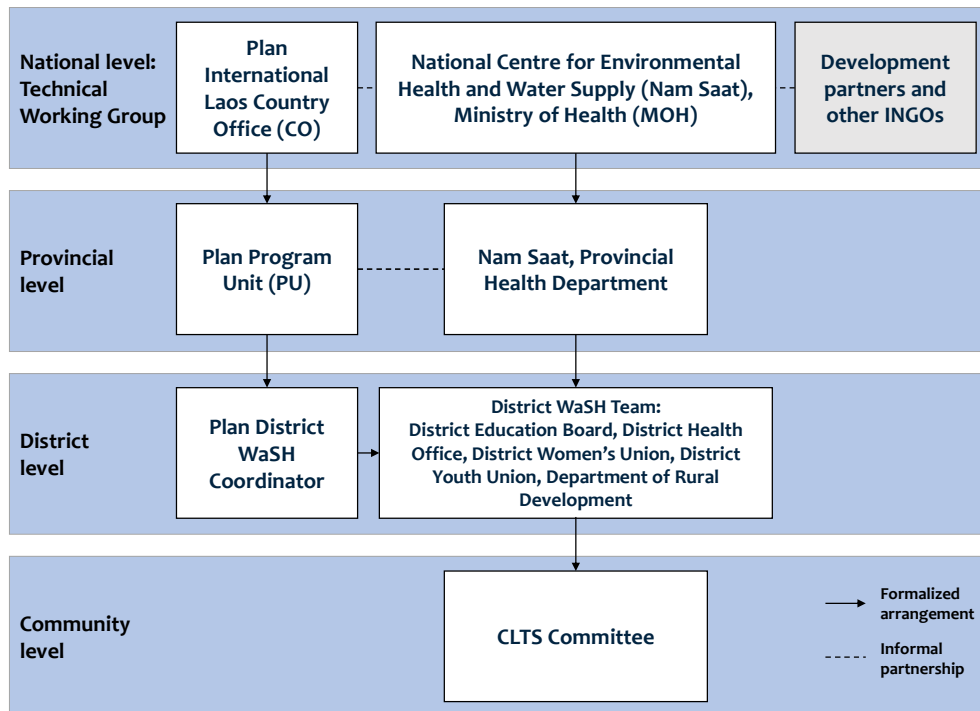 National level:
Technical
Working Group
Plan
International
Laos Country
Office (CO)
National Centre for Environmental
Health and Water Supply (Nam Saat),
Ministry of Health (MOH)
Development
partners and
other INGOs
Provincial
level
Plan Program
Unit (PU)
Nam Saat, Provincial
Health Department
District
level
Plan District
WaSH
Coordinator
District WaSH Team:
District Education Board, District Health
Office, District Women’s Union, District
Youth Union, Department of Rural
Development
Community
level
CLTS Committee
Formalized
arrangement
Informal
partnership